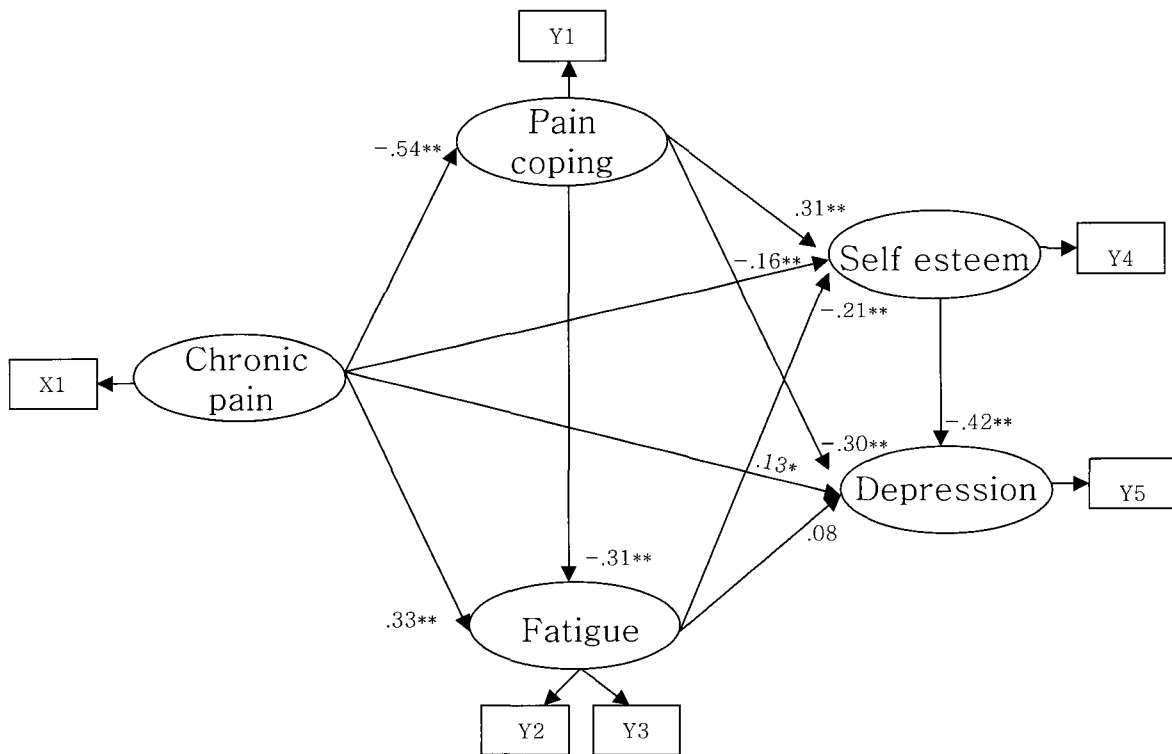 Y1
Pain
coping
−.54**
.31**
Self esteem
Y4
−.16**
−.21**
Chronic
pain
X1
−.42**
−.30**
.13*
Depression
Y5
.08
−.31**
.33**
Fatigue
Y2
Y3